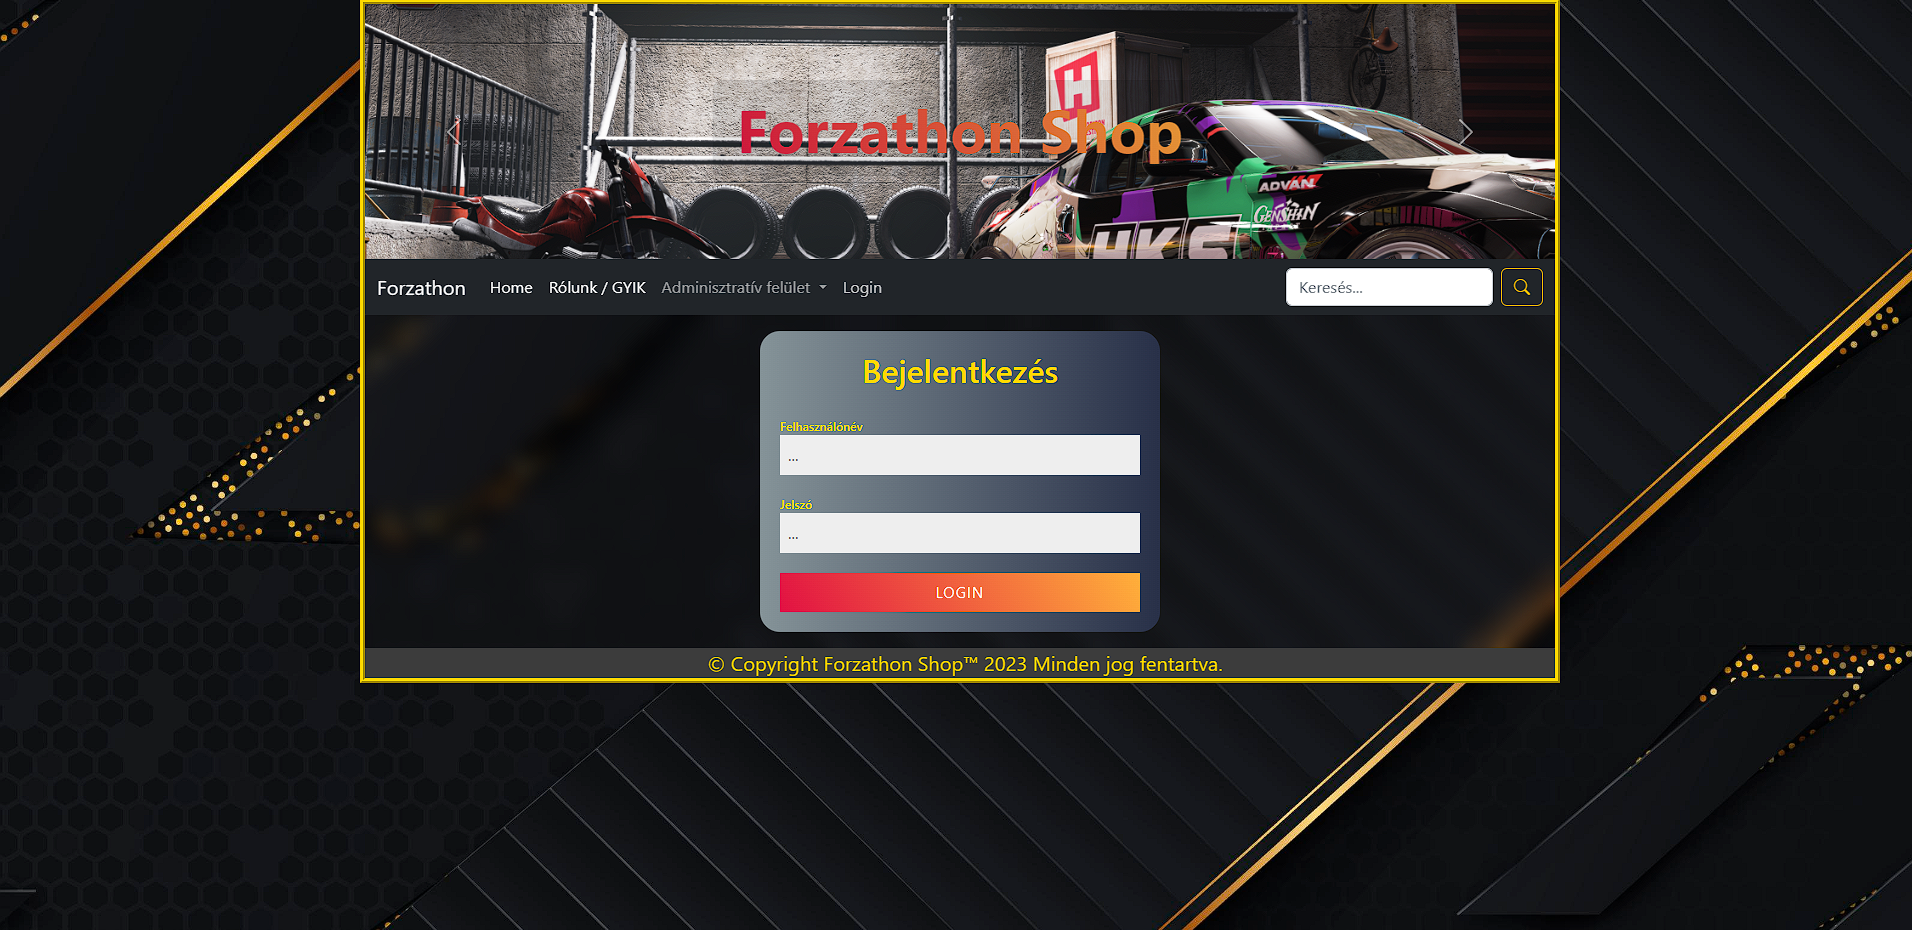 H
Forzathon Shop
ADVAN
GENSHIN
HKS
Forzathon Home Rólunk / GYIK Adminisztratív felület Login Keresés...
Bejelentkezés
Felhasználónév
...
Jelszó
...
LOGIN
© Copyright Forzathon Shop™ 2023 Minden jog fentartva.